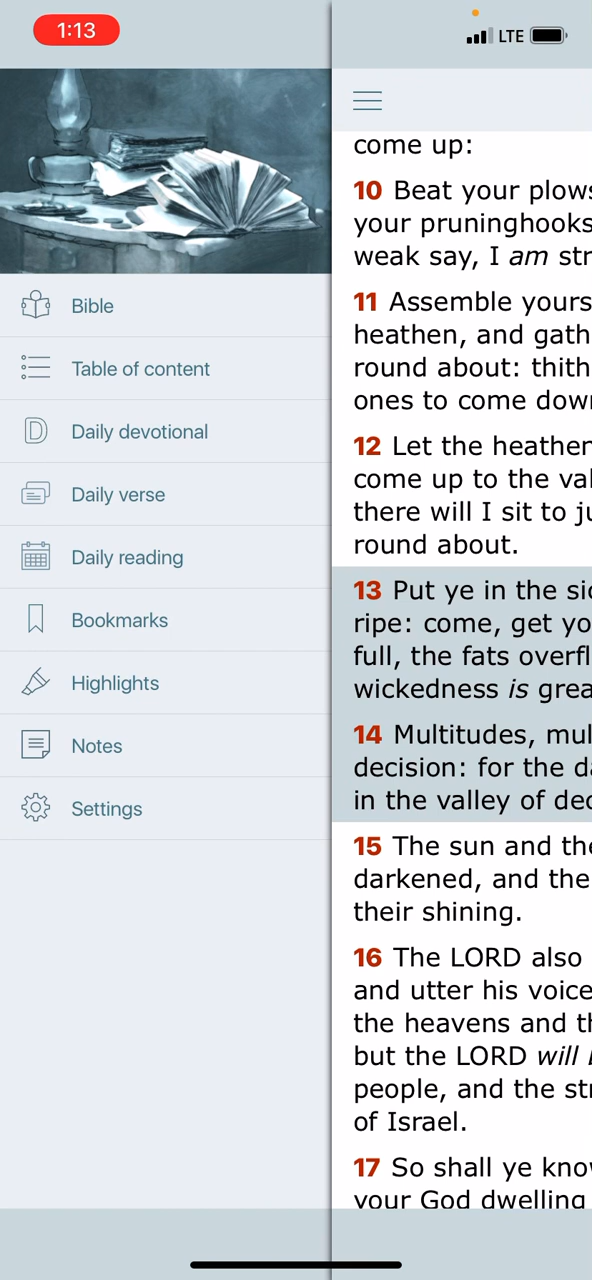 1:13
LTE
Bible
Table of content
Daily devotional
Daily verse
Daily reading
Bookmarks
Highlights
Notes
Settings
come up:
10 Beat your plows
your pruninghooks
weak say, I am str
11 Assemble yours
heathen, and gath
round about: thith
ones to come dow
12 Let the heathen
come up to the val
there will I sit to ju
round about.
13 Put ye in the sic
ripe: come, get yo
full, the fats overfl
wickedness is grea
14 Multitudes, mul
decision: for the da
in the valley of dec
15 The sun and the
darkened, and the
their shining.
16 The LORD also
and utter his voice
the heavens and th
but the LORD will
people, and the str
of Israel.
17 So shall ye know
your God dwelling